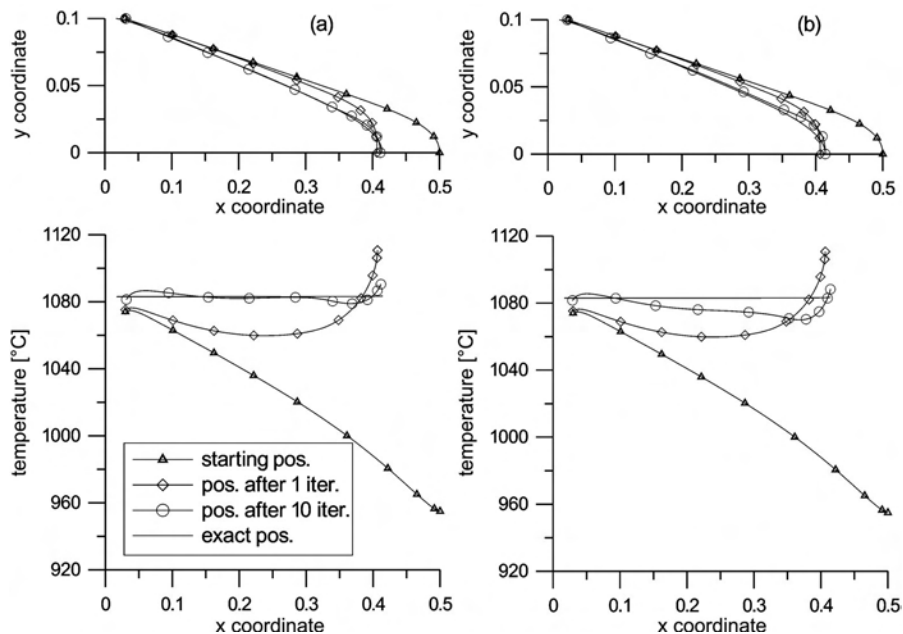 (a)
0.1
0.05
0
y coordinate
0 0.1 0.2 0.3 0.4 0.5
x coordinate
(b)
0.1
0.05
0
y coordinate
0 0.1 0.2 0.3 0.4 0.5
x coordinate
1120
1080
1040
1000
960
920
temperature [°C]
starting pos.
pos. after 1 iter.
pos. after 10 iter.
exact pos.
0 0.1 0.2 0.3 0.4 0.5
x coordinate
1120
1080
1040
1000
960
920
temperature [°C]
0 0.1 0.2 0.3 0.4 0.5
x coordinate